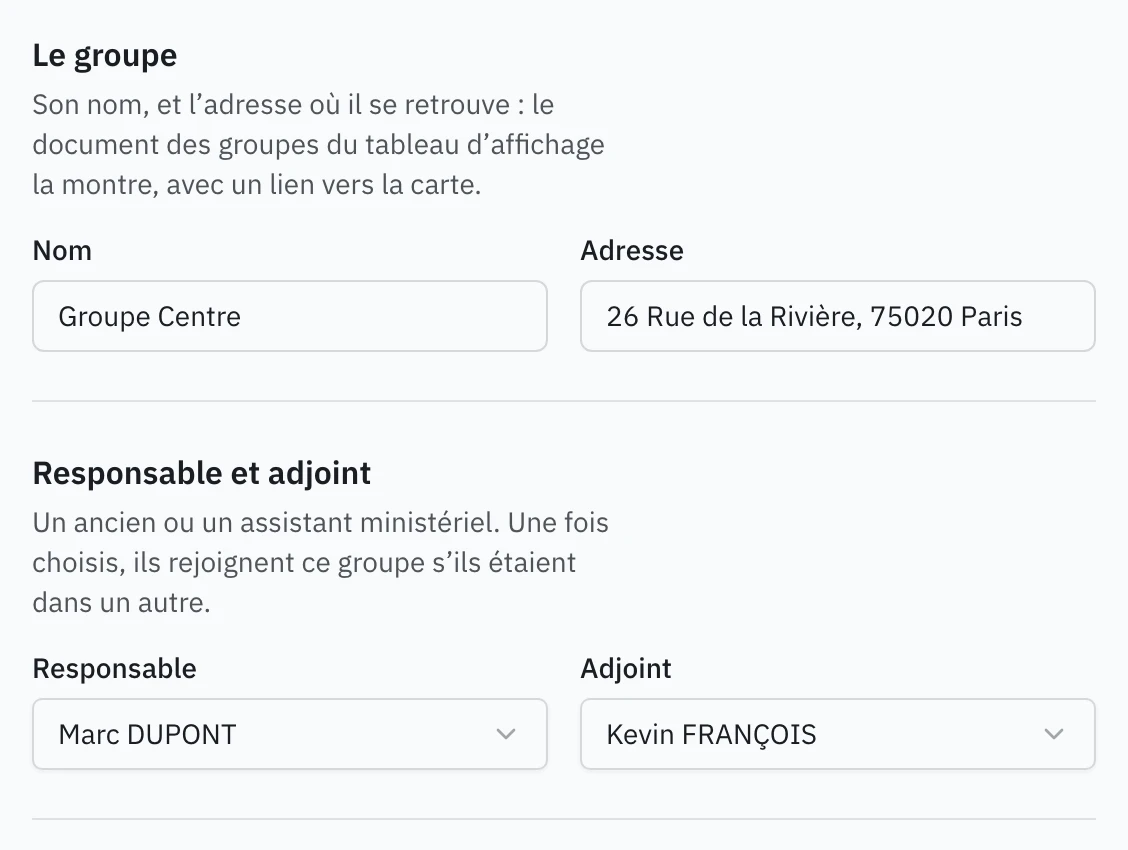 Le groupe
Son nom, et l’adresse où il se retrouve : le
document des groupes du tableau d’affichage
la montre, avec un lien vers la carte.
Nom
Adresse
Groupe Centre
26 Rue de la Rivière, 75020 Paris
Responsable et adjoint
Un ancien ou un assistant ministériel. Une fois
choisis, ils rejoignent ce groupe s’ils étaient
dans un autre.
Responsable
Adjoint
Marc DUPONT
Kevin FRANÇOIS